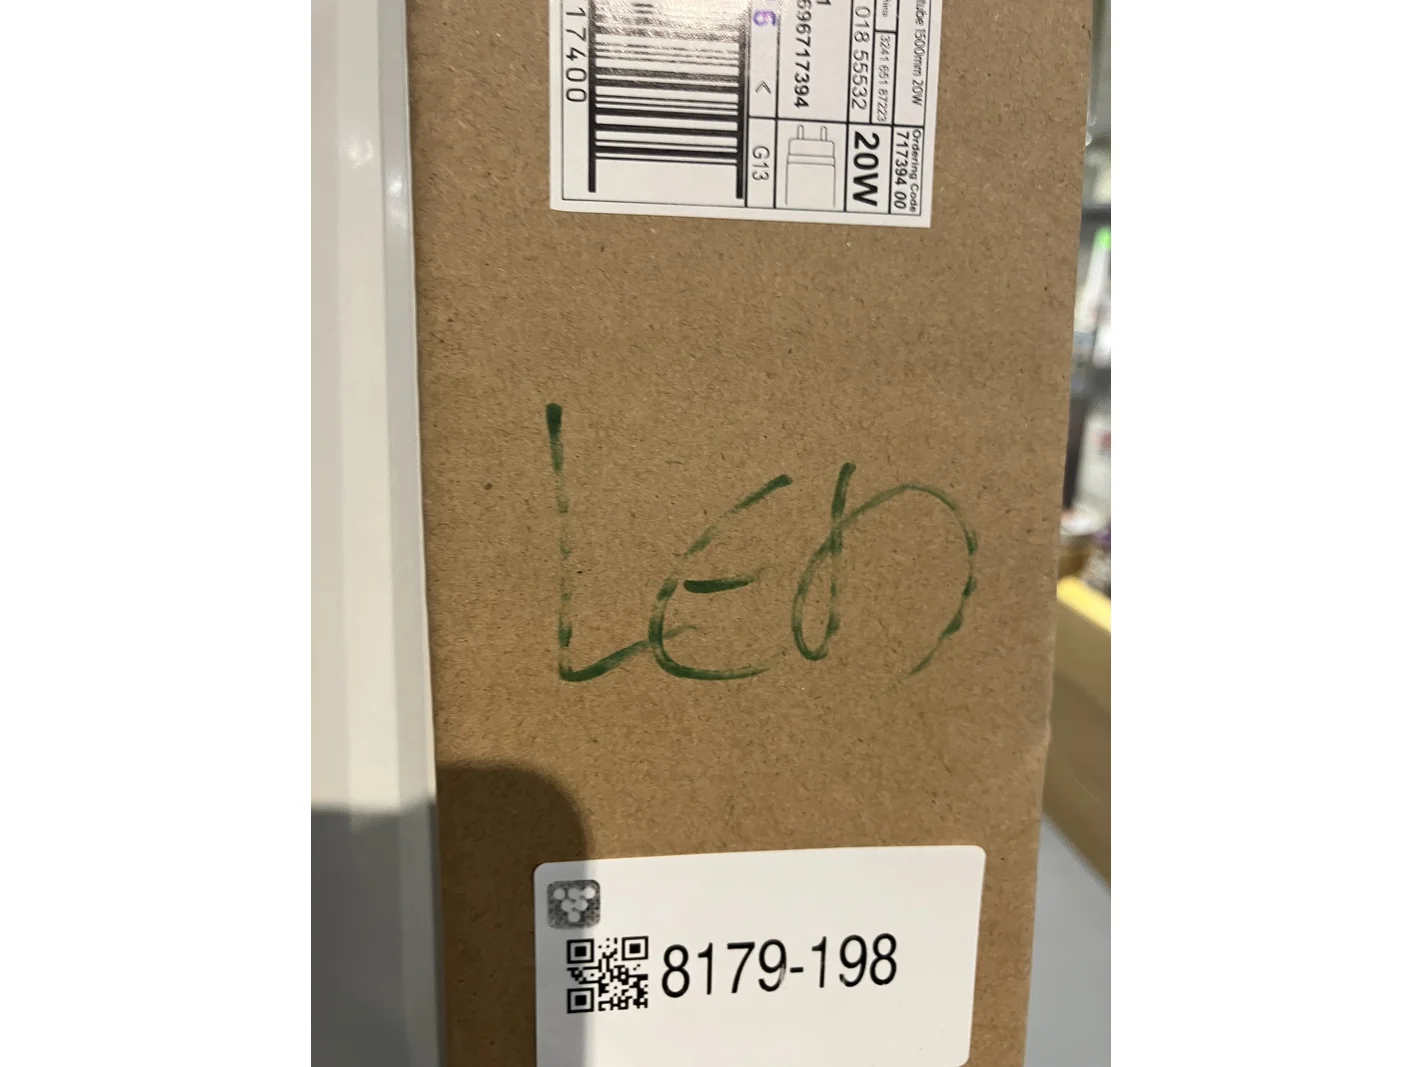 tube 1500mm 20W
Ordering Code
717394 00
3241 651 87223
018 55532
20W
696717394
G13
17400
LED
8179-198